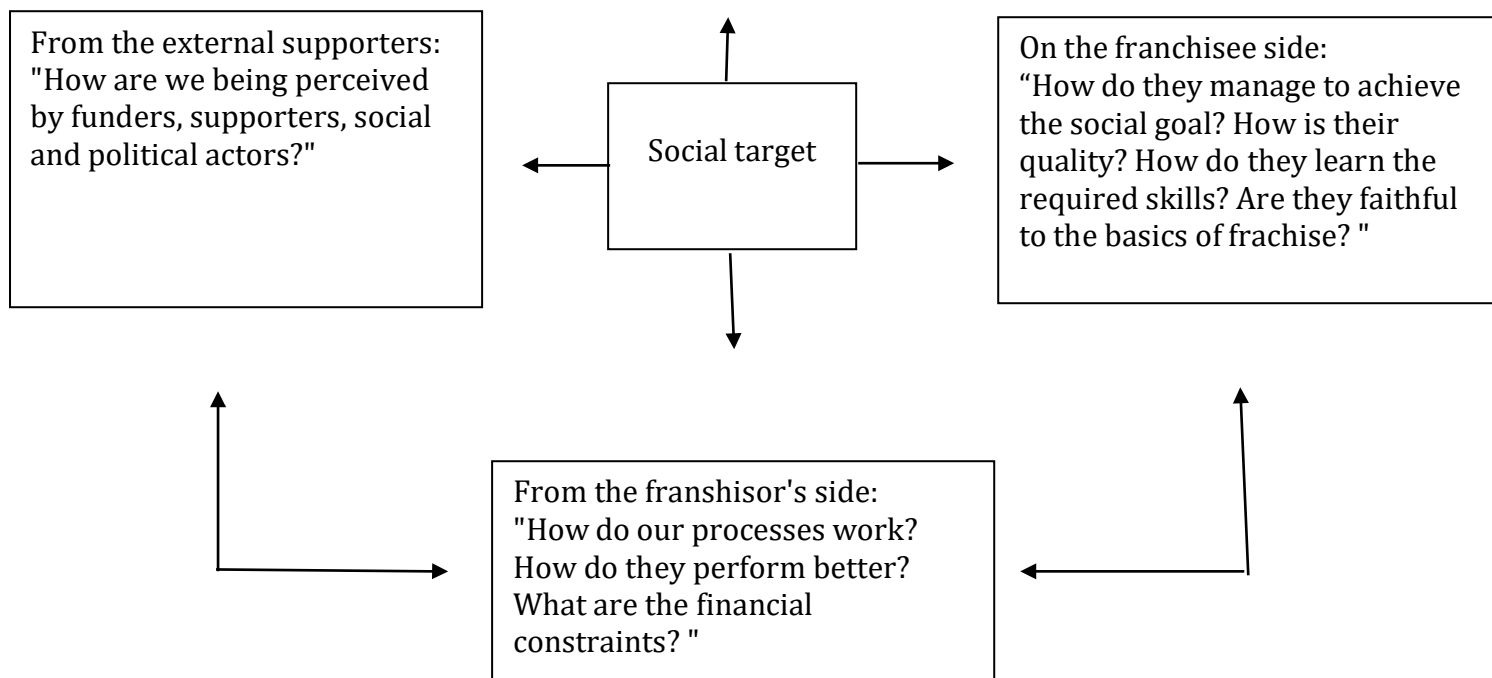 From the external supporters:
"How are we being perceived
by funders, supporters, social
and political actors?"
Social target
On the franchisee side:
“How do they manage to achieve
the social goal? How is their
quality? How do they learn the
required skills? Are they faithful
to the basics of frachise? "
From the franshisor's side:
"How do our processes work?
How do they perform better?
What are the financial
constraints? "